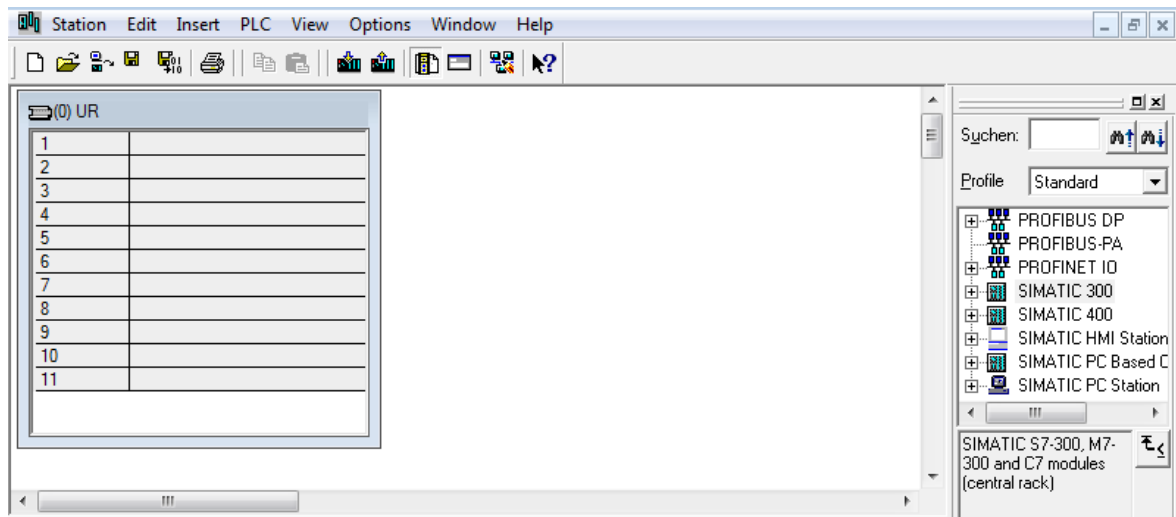 Station Edit Insert PLC View Options Window Help
(0) UR
1
2
3
4
5
6
7
8
9
10
11
Suchen:
Profile Standard
PROFIBUS DP
PROFIBUS-PA
PROFINET IO
SIMATIC 300
SIMATIC 400
SIMATIC HMI Station
SIMATIC PC Based C
SIMATIC PC Station
SIMATIC S7-300, M7-
300 and C7 modules
(central rack)